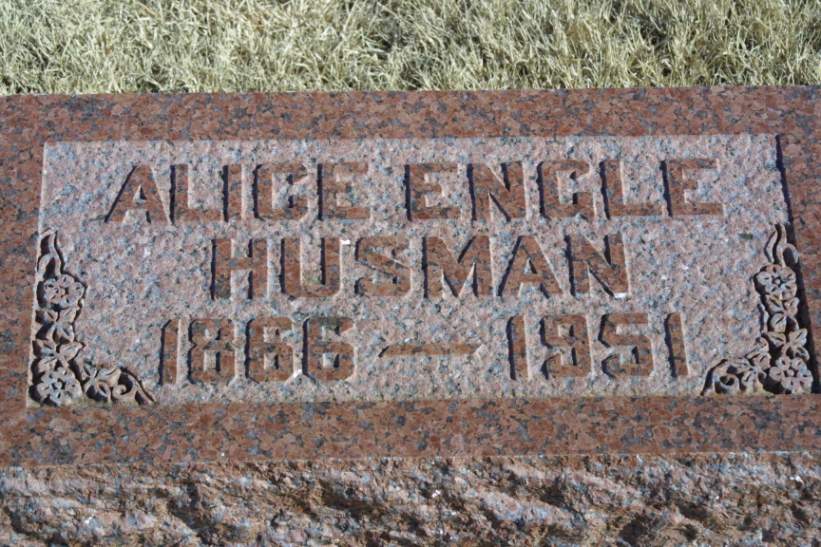 ALICE ENGLE
HUSMAN
1866 — 1951